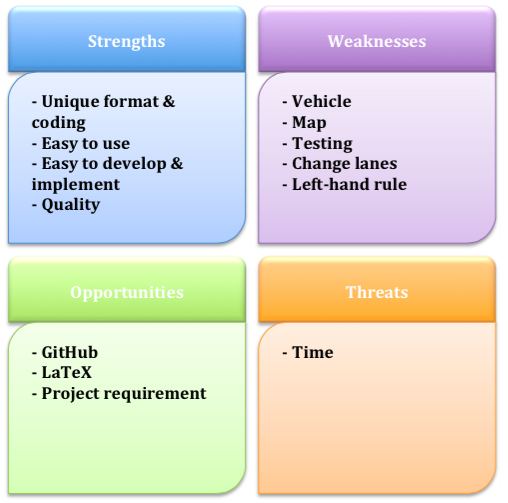 Strengths
- Unique format &
coding
- Easy to use
- Easy to develop &
implement
- Quality
Weaknesses
- Vehicle
- Map
- Testing
- Change lanes
- Left-hand rule
Opportunities
- GitHub
- LaTeX
- Project requirement
Threats
- Time